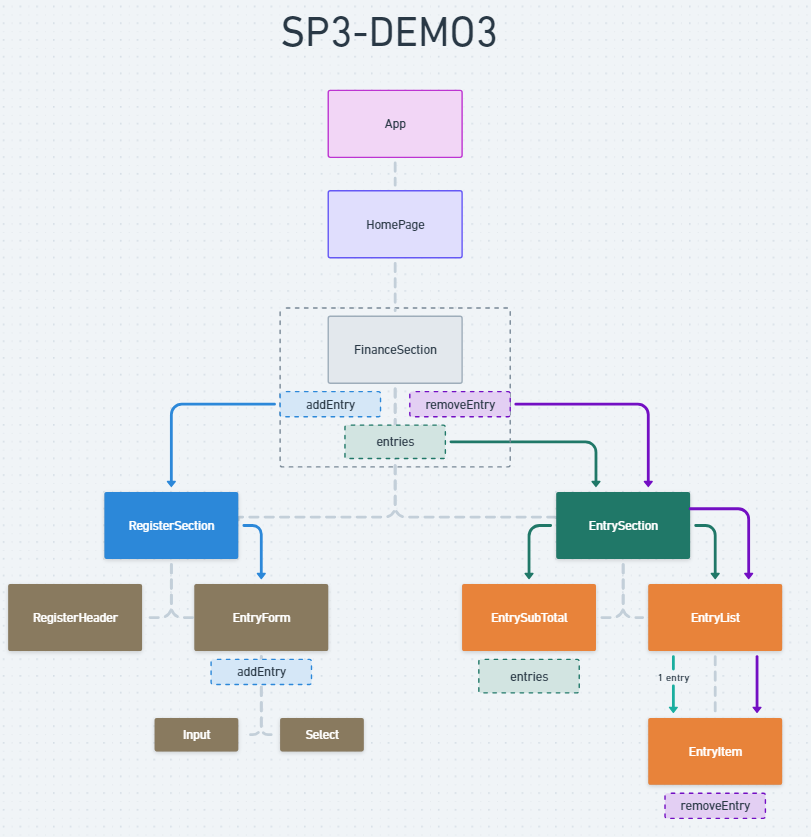 SP3-DEMO3
App
HomePage
FinanceSection
addEntry
removeEntry
entries
RegisterSection
EntrySection
RegisterHeader
EntryForm
EntrySubTotal
EntryList
addEntry
entries
1 entry
Input
Select
EntryItem
removeEntry